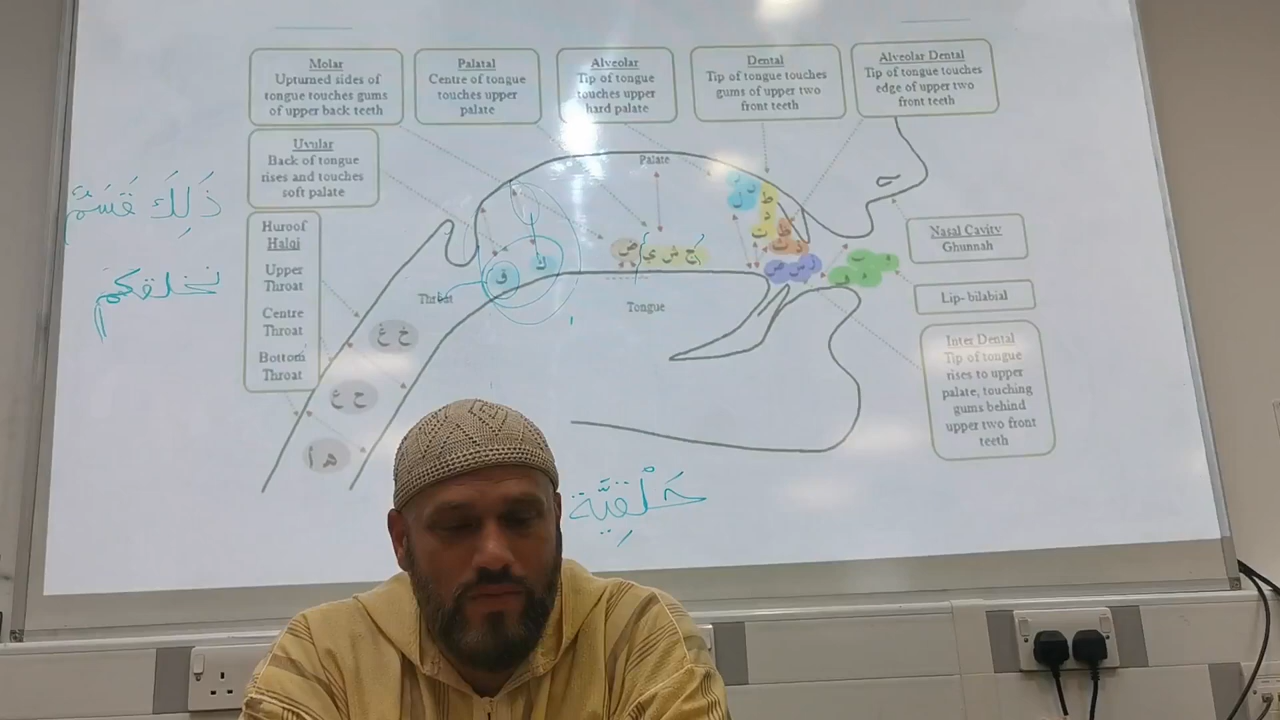 Molar
Upturned sides of
tongue touches gums
of upper back teeth
Palatal
Centre of tongue
touches upper
palate
Alveolar
Tip of tongue
touches upper
hard palate
Dental
Tip of tongue touches
gums of upper two
front teeth
Alveolar Dental
Tip of tongue touches
edge of upper two
front teeth
Uvular
Back of tongue
rises and touches
soft palate
Huroof
Halqi
Upper
Throat
Centre
Throat
Bottom
Throat
Palate
ذَلِكَ قَسَمٌ
نخلقكم
Throat
ق
ك
ض
ج ش ي
ط
د
ت
Tongue
Nasal Cavity
Ghunnah
Lip- bilabial
Inter Dental
Tip of tongue
rises to upper
palate, touching
gums behind
upper two front
teeth
خ غ
ح ع
ه أ
حَلْقِيَّة